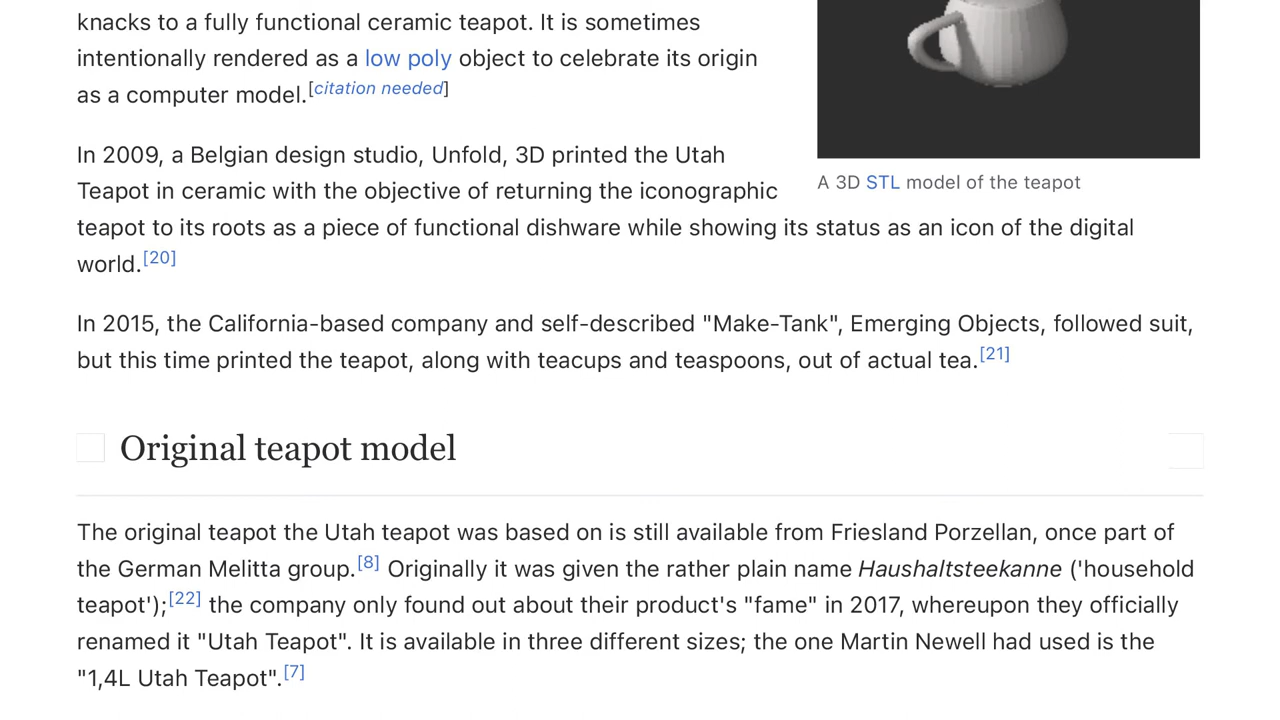 knacks to a fully functional ceramic teapot. It is sometimes
intentionally rendered as a low poly object to celebrate its origin
as a computer model.[citation needed]
In 2009, a Belgian design studio, Unfold, 3D printed the Utah
Teapot in ceramic with the objective of returning the iconographic
teapot to its roots as a piece of functional dishware while showing its status as an icon of the digital
world.[20]
A 3D STL model of the teapot
In 2015, the California-based company and self-described "Make-Tank", Emerging Objects, followed suit,
but this time printed the teapot, along with teacups and teaspoons, out of actual tea.[21]
Original teapot model
The original teapot the Utah teapot was based on is still available from Friesland Porzellan, once part of
the German Melitta group.[8] Originally it was given the rather plain name Haushaltsteekanne ('household
teapot');[22] the company only found out about their product's "fame" in 2017, whereupon they officially
renamed it "Utah Teapot". It is available in three different sizes; the one Martin Newell had used is the
"1,4L Utah Teapot".[7]